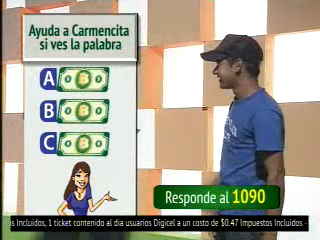 Ayuda a Carmencita
si ves la palabra
A
B
C
Responde al 1090
os Incluidos, 1 ticket contenido al dia usuarios Digicel a un costo de $0.47 Impuestos Incluidos -